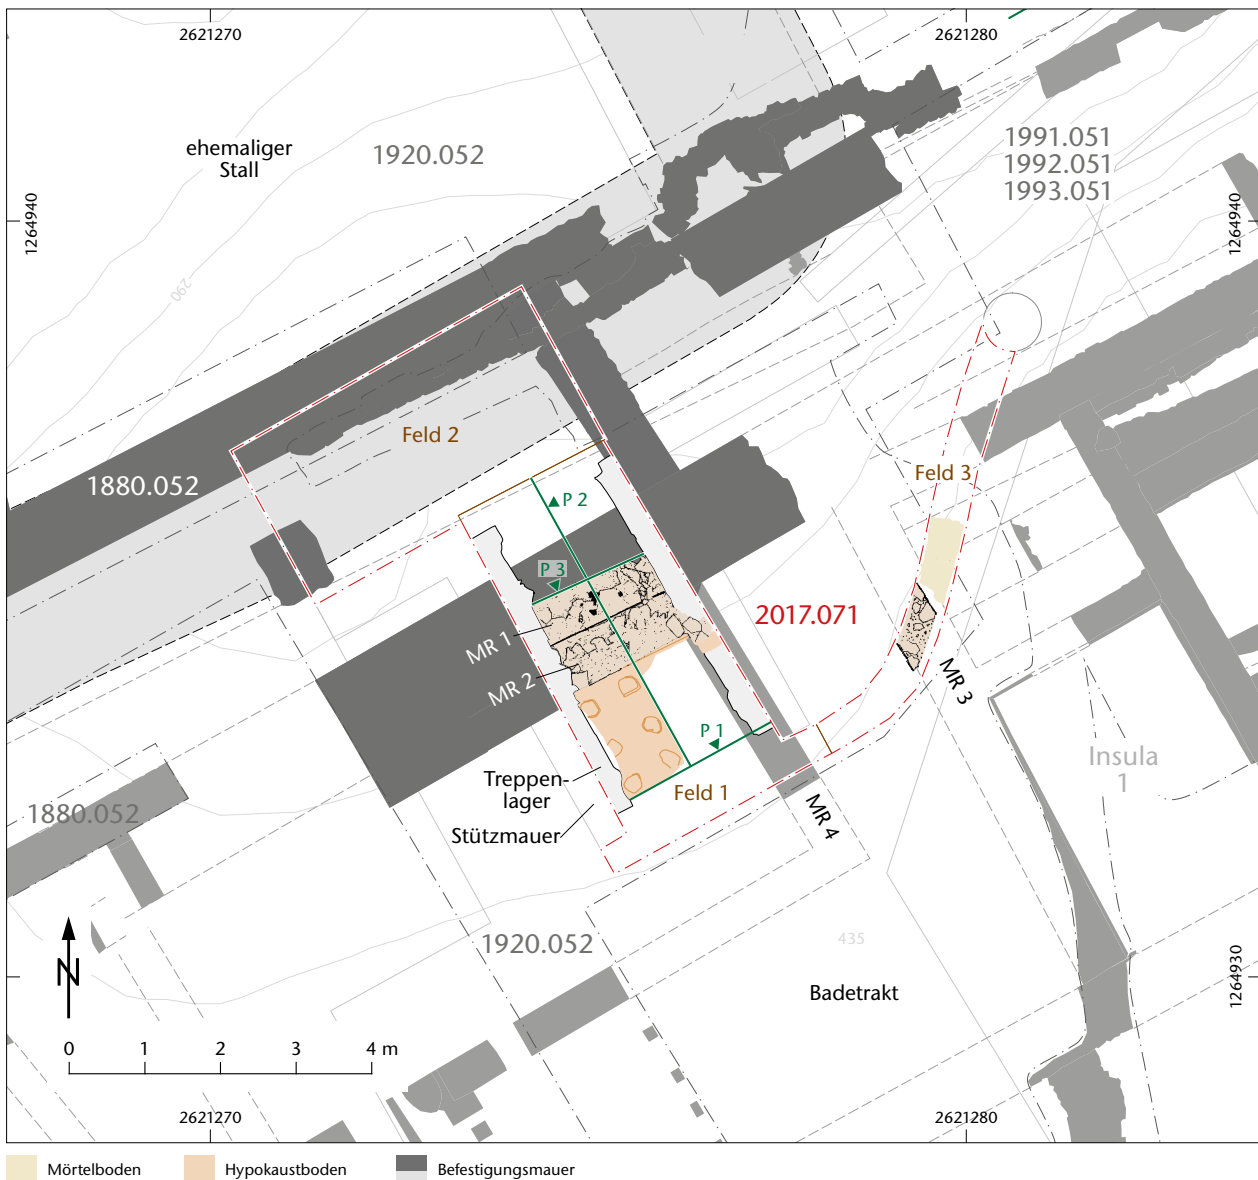 2621270
2621280
ehemaliger
Stall
1920.052
1991.051
1992.051
1993.051
1264940
1264940
290
Feld 2
1880.052
Feld 3
P 2
P 3
2017.071
MR 1
MR 2
MR 3
P 1
Insula
1
Treppen-
lager
Feld 1
1880.052
Stützmauer
MR 4
1920.052
435
N
Badetrakt
1264930
0 1 2 3 4 m
2621270
2621280
Mörtelboden
Hypokaustboden
Befestigungsmauer